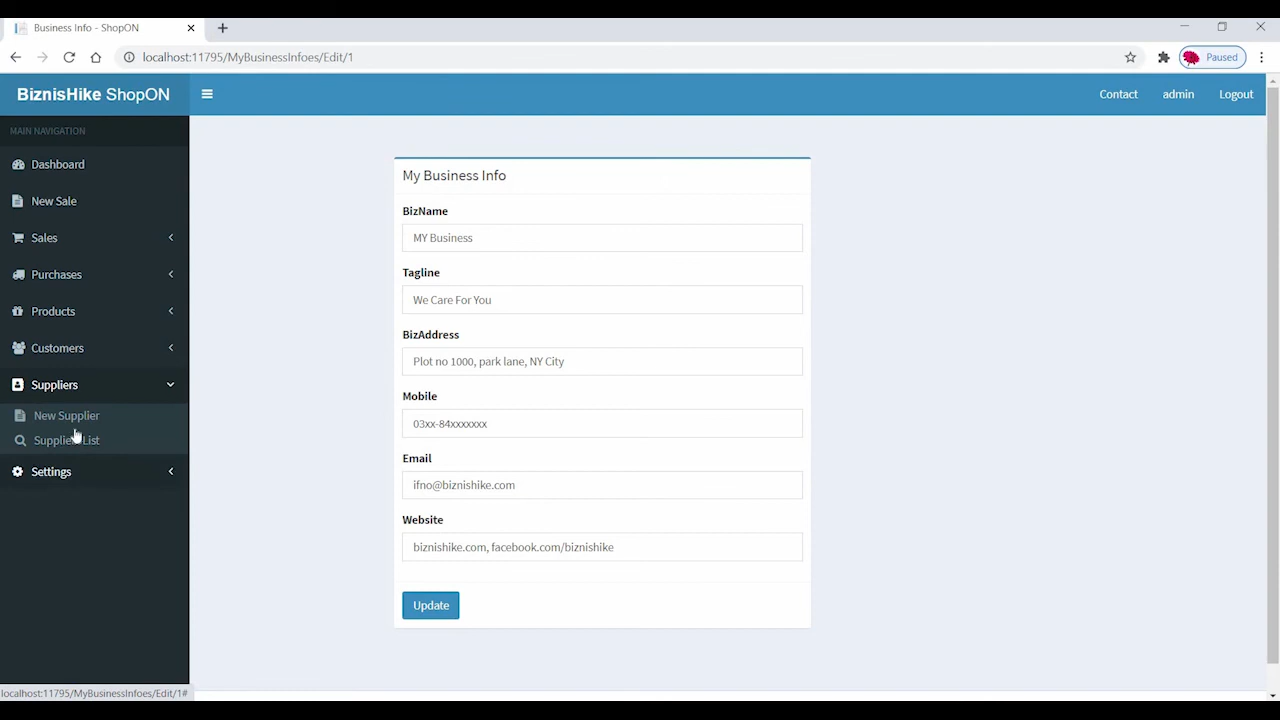 Business Info - ShopON
localhost:11795/MyBusinessInfoes/Edit/1
Paused
BiznisHike ShopON
Contact
admin
Logout
MAIN NAVIGATION
Dashboard
New Sale
Sales
Purchases
Products
Customers
Suppliers
New Supplier
Suppliers List
Settings
My Business Info
BizName
MY Business
Tagline
We Care For You
BizAddress
Plot no 1000, park lane, NY City
Mobile
03xx-84xxxxxxx
Email
ifno@biznishike.com
Website
biznishike.com, facebook.com/biznishike
Update
localhost:11795/MyBusinessInfoes/Edit/1#